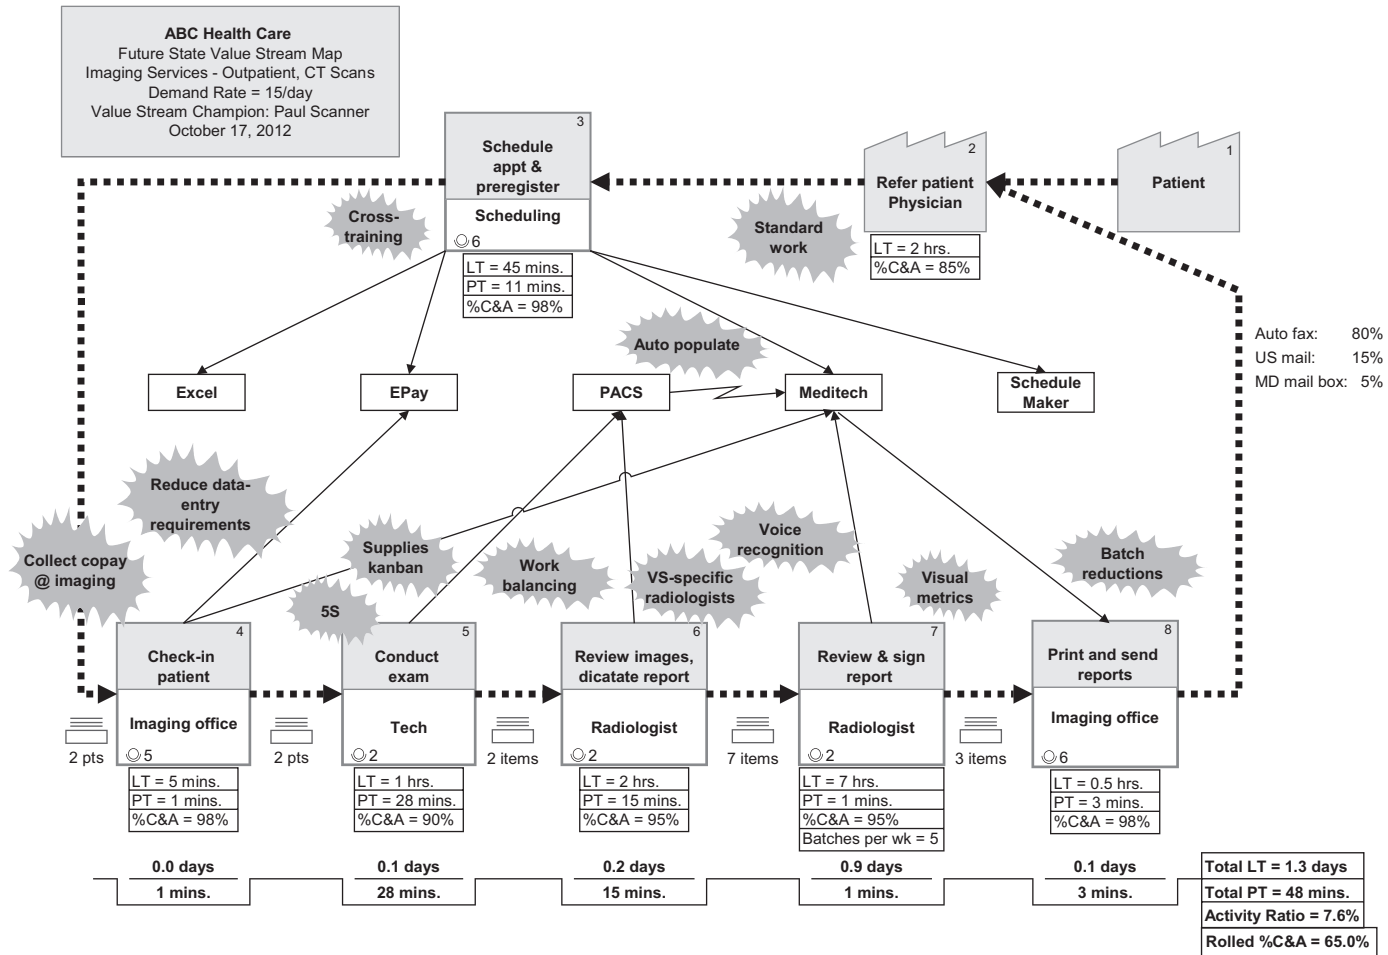 ABC Health Care
Future State Value Stream Map
Imaging Services - Outpatient, CT Scans
Demand Rate = 15/day
Value Stream Champion: Paul Scanner
October 17, 2012
3
Schedule
appt &
preregister
Scheduling
6
LT = 45 mins.
PT = 11 mins.
%C&A = 98%
2
Refer patient
Physician
LT = 2 hrs.
%C&A = 85%
1
Patient
Cross-
training
Standard
work
Auto populate
Auto fax: 80%
US mail: 15%
MD mail box: 5%
Excel
EPay
PACS
Meditech
Schedule
Maker
Reduce data-
entry
requirements
Collect copay
@ imaging
Supplies
kanban
5S
Work
balancing
VS-specific
radiologists
Voice
recognition
Visual
metrics
Batch
reductions
4
Check-in
patient
Imaging office
5
5
Conduct
exam
Tech
2
6
Review images,
dicatate report
Radiologist
2
7
Review & sign
report
Radiologist
2
8
Print and send
reports
Imaging office
6
2 pts
2 pts
2 items
7 items
3 items
LT = 5 mins.
PT = 1 mins.
%C&A = 98%
LT = 1 hrs.
PT = 28 mins.
%C&A = 90%
LT = 2 hrs.
PT = 15 mins.
%C&A = 95%
LT = 7 hrs.
PT = 1 mins.
%C&A = 95%
Batches per wk = 5
LT = 0.5 hrs.
PT = 3 mins.
%C&A = 98%
0.0 days
1 mins.
0.1 days
28 mins.
0.2 days
15 mins.
0.9 days
1 mins.
0.1 days
3 mins.
Total LT = 1.3 days
Total PT = 48 mins.
Activity Ratio = 7.6%
Rolled %C&A = 65.0%